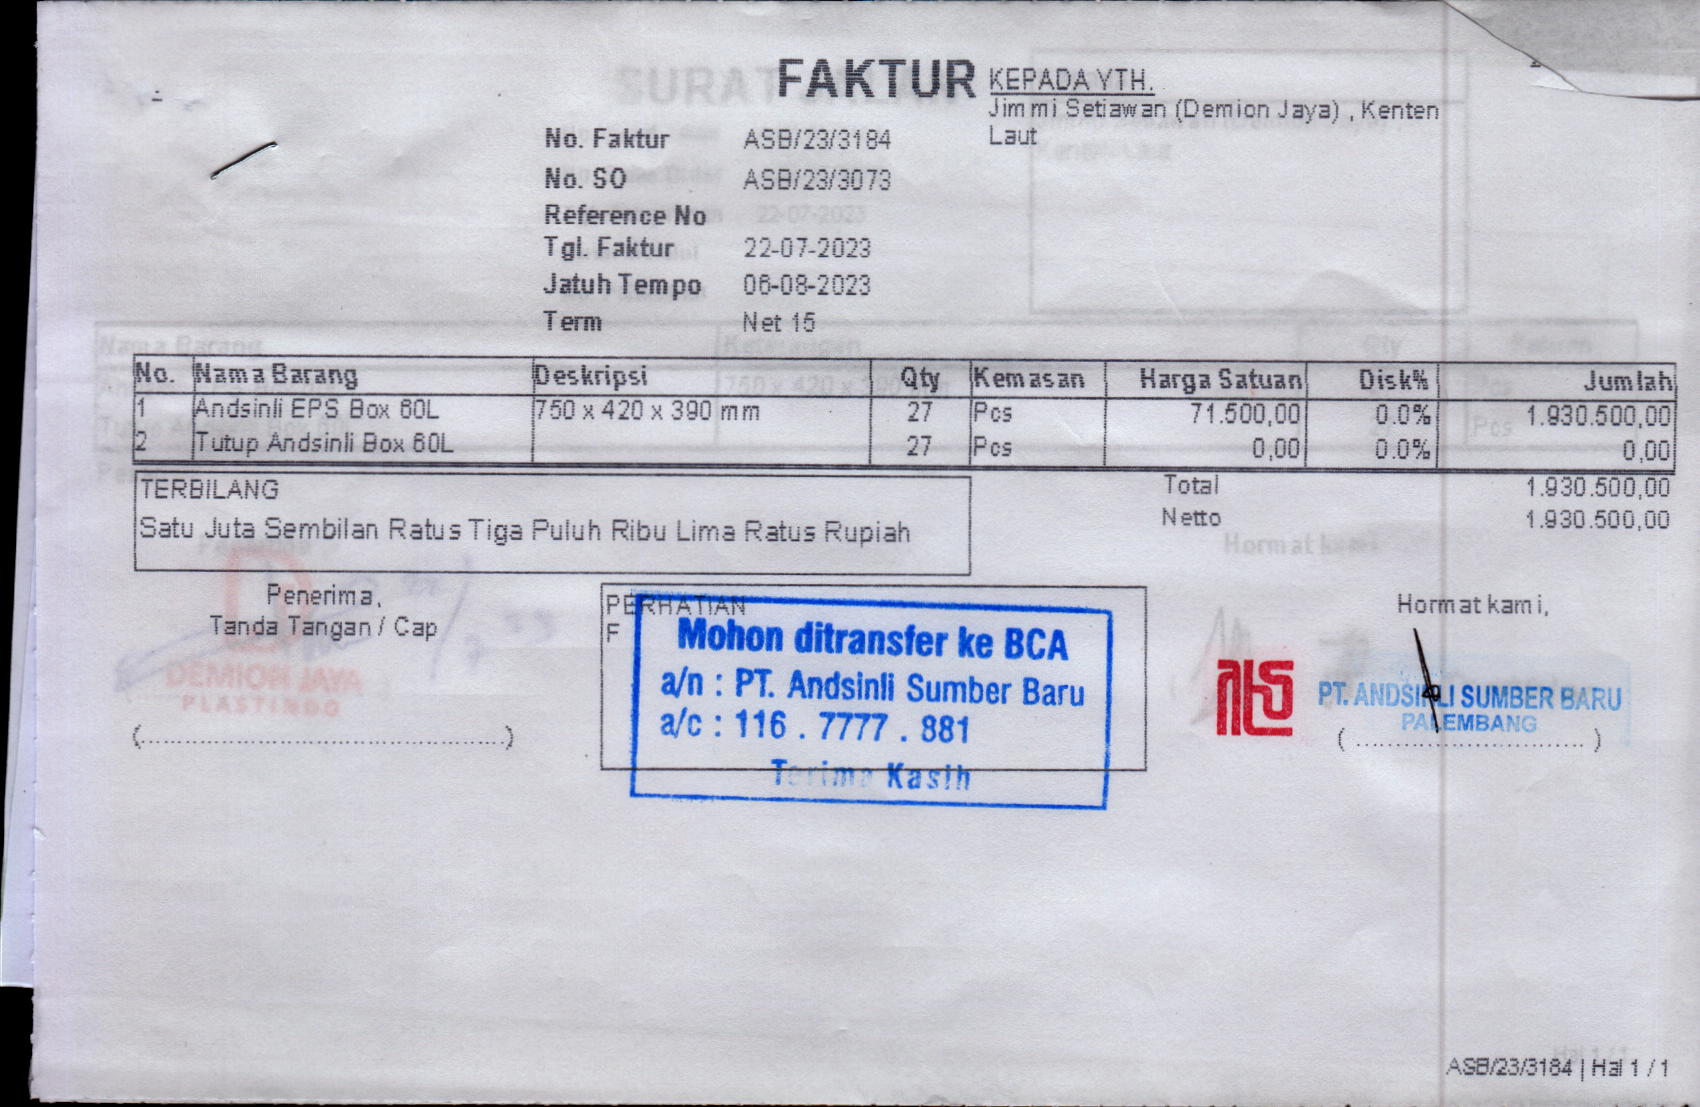 FAKTUR
KEPADA YTH.
Jimmi Setiawan (Demion Jaya) , Kenten
Laut
No. Faktur ASB/23/3184
No. SO ASB/23/3073
Reference No
Tgl. Faktur 22-07-2023
Jatuh Tempo 06-08-2023
Term Net 15
No. Nama Barang Deskripsi Qty Kemasan Harga Satuan Disk% Jumlah
1 Andsinli EPS Box 60L 750 x 420 x 390 mm 27 Pcs 71.500,00 0.0% 1.930.500,00
2 Tutup Andsinli Box 60L 27 Pcs 0,00 0.0% 0,00
TERBILANG
Satu Juta Sembilan Ratus Tiga Puluh Ribu Lima Ratus Rupiah
Total 1.930.500,00
Netto 1.930.500,00
Penerima,
Tanda Tangan / Cap
DEMION JAYA
PLASTINDO
(..........................................)
PERHATIAN
F
Mohon ditransfer ke BCA
a/n : PT. Andsinli Sumber Baru
a/c : 116 . 7777 . 881
Terima Kasih
Hormat kami,
PT. ANDSINLI SUMBER BARU
PALEMBANG
( ........................... )
ASB/23/3184 | Hal 1 / 1